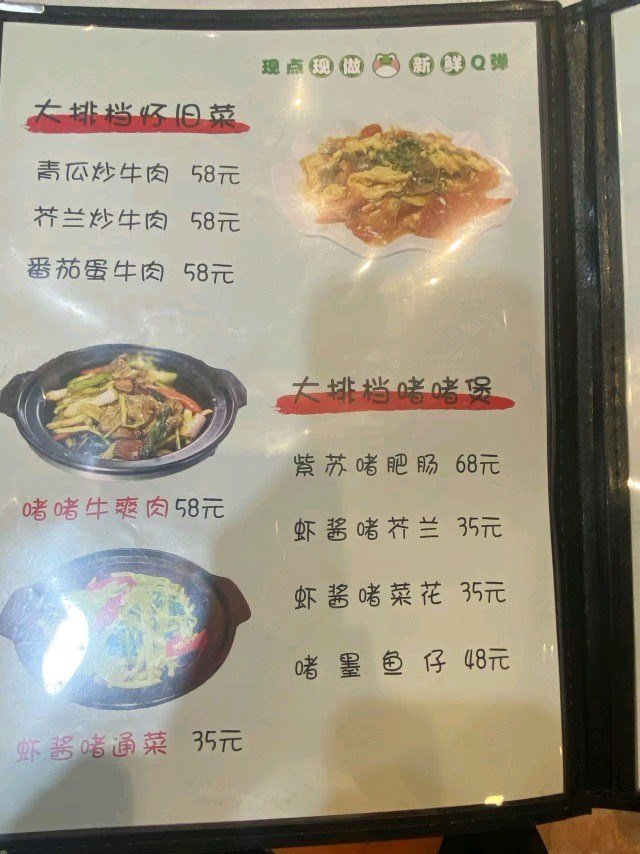 现点现做新鲜Q弹
大排档怀旧菜
青瓜炒牛肉 58元
芥兰炒牛肉 58元
番茄蛋牛肉 58元
啫啫牛爽肉58元
虾酱啫通菜 35元
大排档啫啫煲
紫苏啫肥肠 68元
虾酱啫芥兰 35元
虾酱啫菜花 35元
啫墨鱼仔 48元